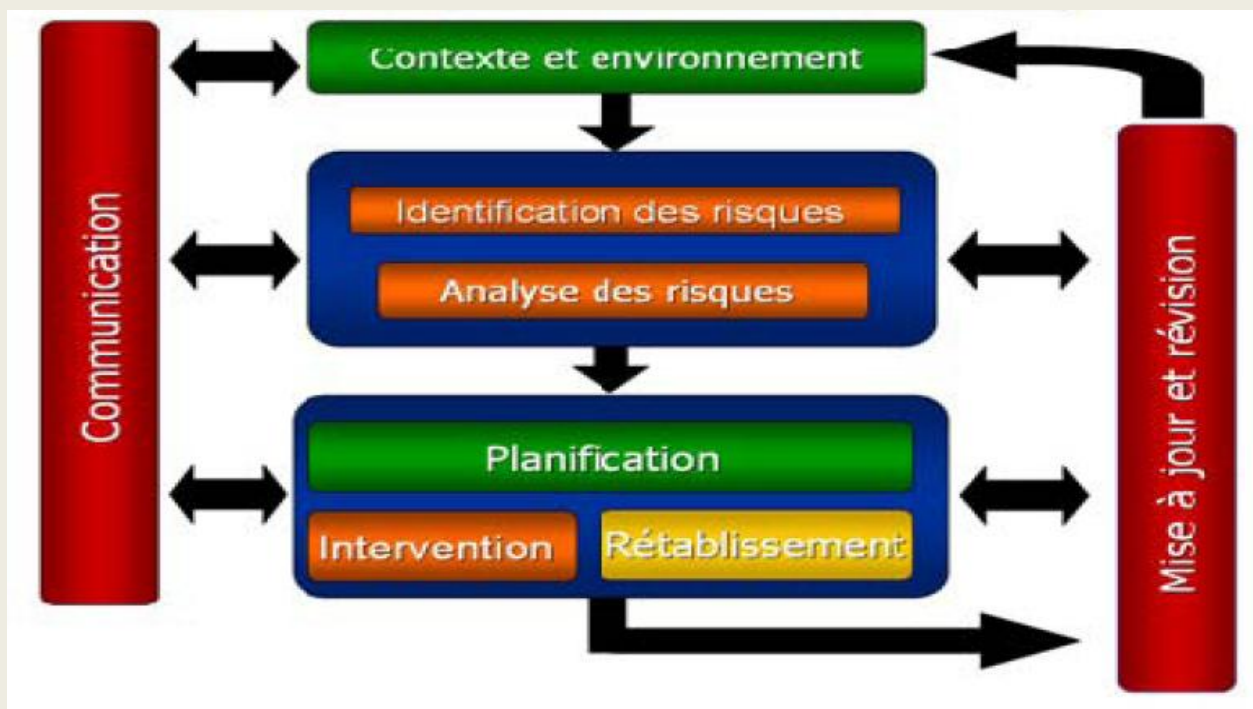 Contexte et environnement
Communication
Identification des risques
Analyse des risques
Mise à jour et révision
Planification
Intervention
Rétablissement